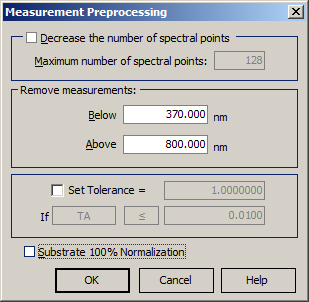 Measurement Preprocessing
Decrease the number of spectral points
Maximum number of spectral points: 128
Remove measurements:
Below 370.000 nm
Above 800.000 nm
Set Tolerance = 1.0000000
If TA ≤ 0.0100
Substrate 100% Normalization
OK Cancel Help